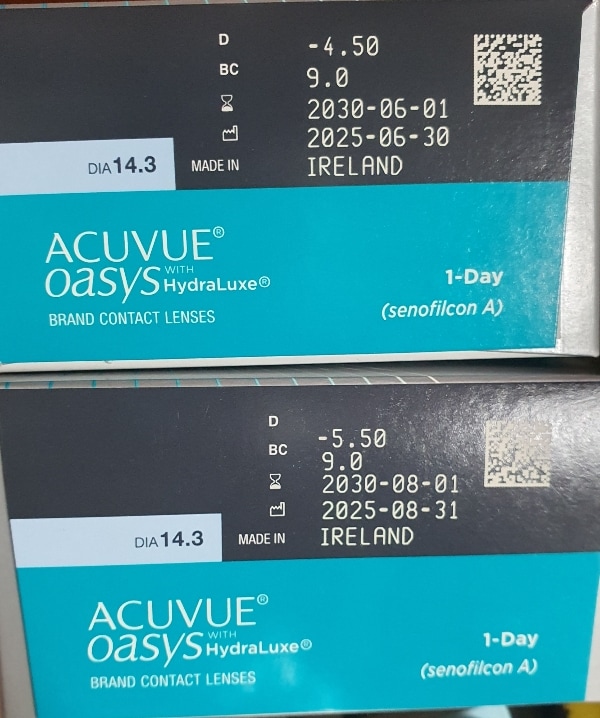 D -4.50
BC 9.0
2030-06-01
2025-06-30
DIA 14.3 MADE IN IRELAND
ACUVUE®
oasys WITH HydraLuxe®
1-Day
BRAND CONTACT LENSES
(senofilcon A)
D -5.50
BC 9.0
2030-08-01
2025-08-31
DIA 14.3 MADE IN IRELAND
ACUVUE®
oasys WITH HydraLuxe®
1-Day
BRAND CONTACT LENSES
(senofilcon A)